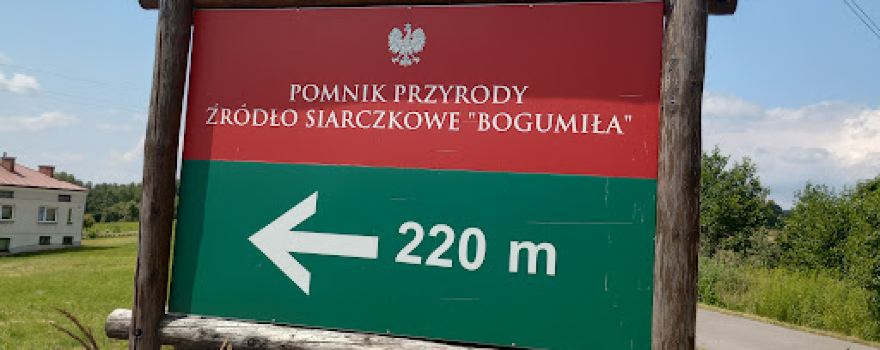 POMNIK PRZYRODY
ŹRÓDŁO SIARCZKOWE "BOGUMIŁA"
220 m